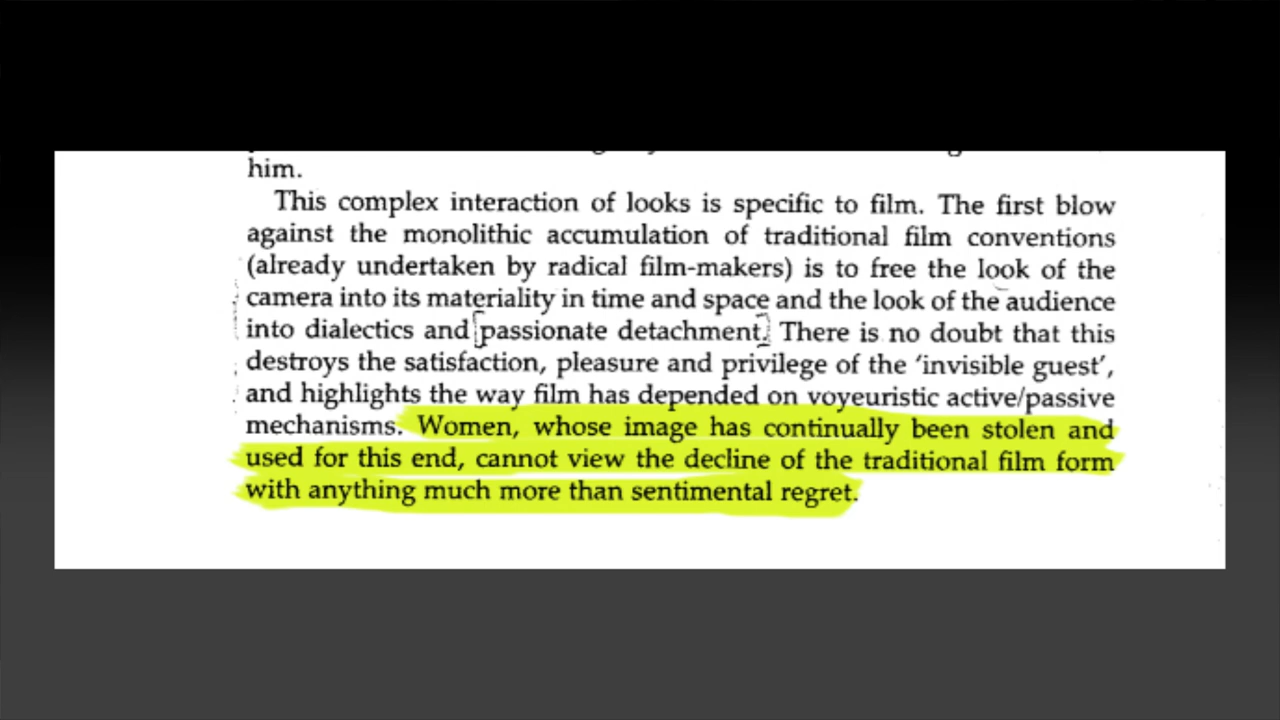 him.
This complex interaction of looks is specific to film. The first blow
against the monolithic accumulation of traditional film conventions
(already undertaken by radical film-makers) is to free the look of the
camera into its materiality in time and space and the look of the audience
into dialectics and [passionate detachment.] There is no doubt that this
destroys the satisfaction, pleasure and privilege of the ‘invisible guest’,
and highlights the way film has depended on voyeuristic active/passive
mechanisms. Women, whose image has continually been stolen and
used for this end, cannot view the decline of the traditional film form
with anything much more than sentimental regret.